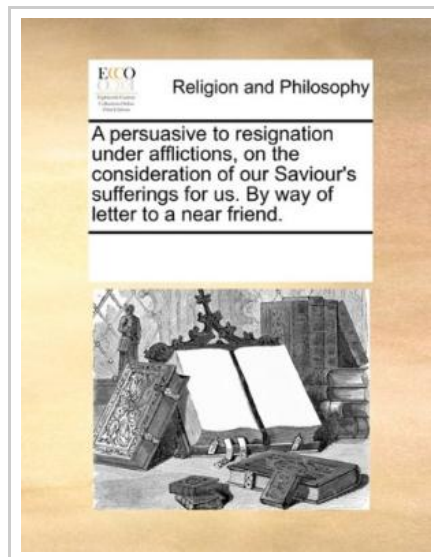 ECCO
Religion and Philosophy
A persuasive to resignation
under afflictions, on the
consideration of our Saviour's
sufferings for us. By way of
letter to a near friend.